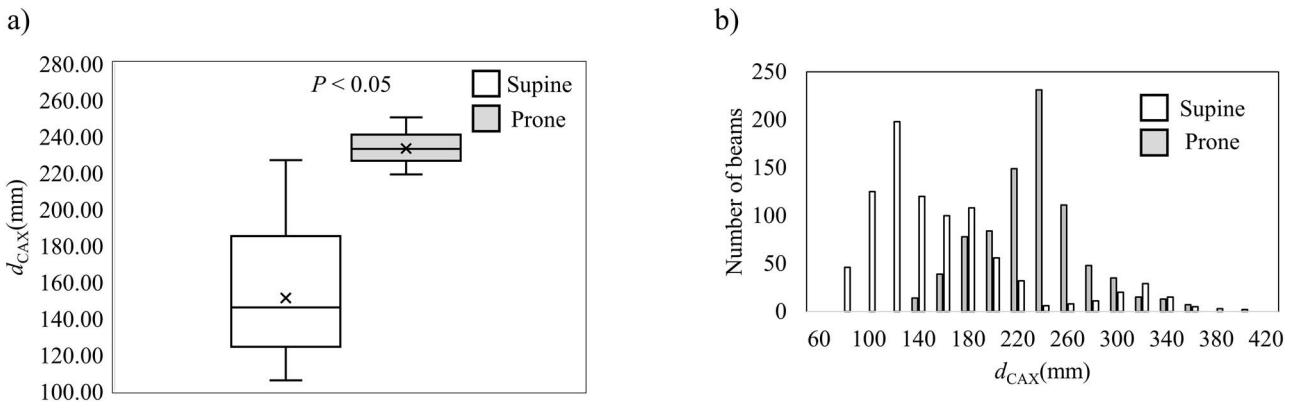 a)
280.00
260.00
240.00
220.00
200.00
180.00
160.00
140.00
120.00
100.00
dCAX(mm)
P < 0.05
Supine
Prone
b)
250
200
150
100
50
0
Number of beams
Supine
Prone
60 100 140 180 220 260 300 340 380 420
dCAX(mm)